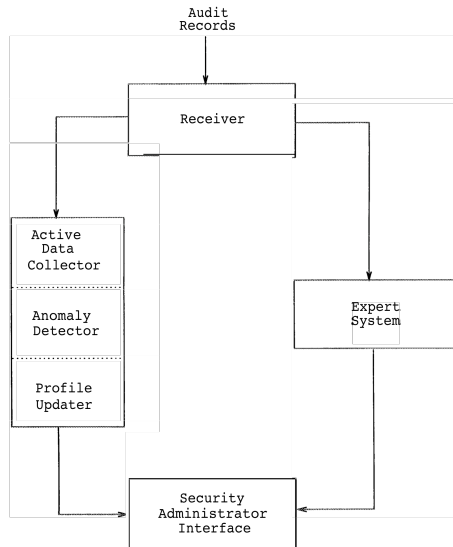 Audit
Records
Receiver
Active
Data
Collector
Anomaly
Detector
Profile
Updater
Expert
System
Security
Administrator
Interface